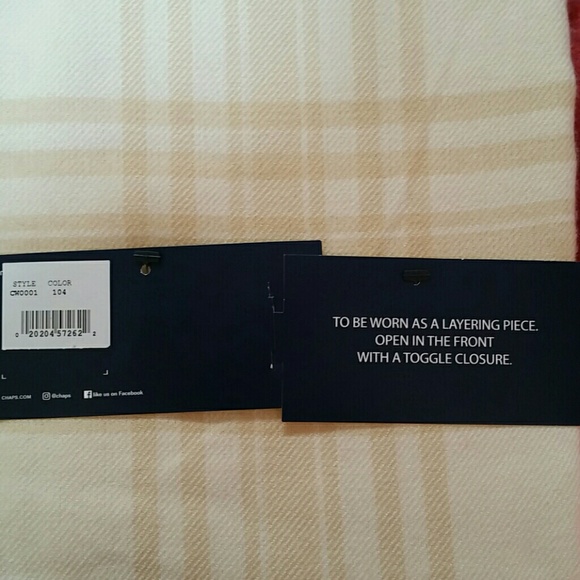 STYLE COLOR
CW0001 104
0 20204 57262 2
CHAPS.COM @chaps like us on Facebook
TO BE WORN AS A LAYERING PIECE.
OPEN IN THE FRONT
WITH A TOGGLE CLOSURE.